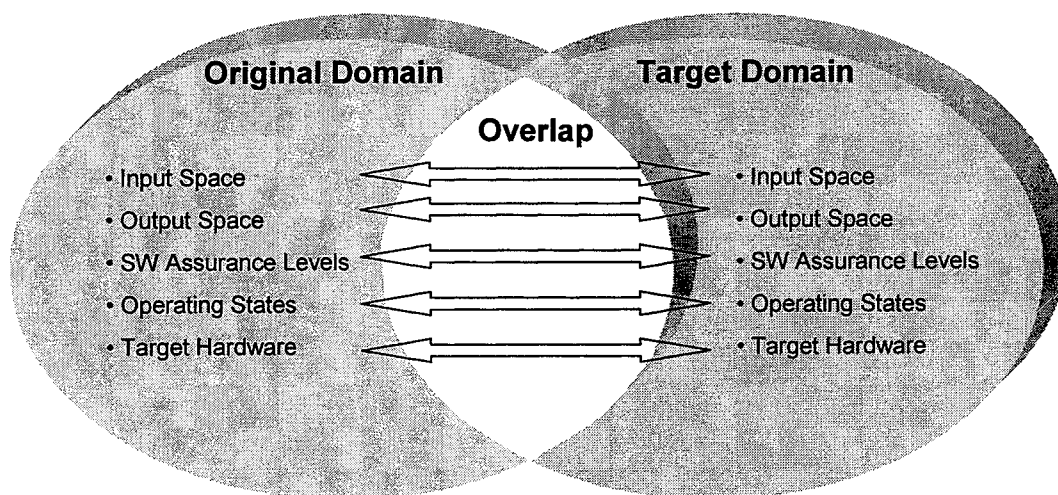 Original Domain
Target Domain
Overlap
• Input Space
• Output Space
• SW Assurance Levels
• Operating States
• Target Hardware
• Input Space
• Output Space
• SW Assurance Levels
• Operating States
• Target Hardware